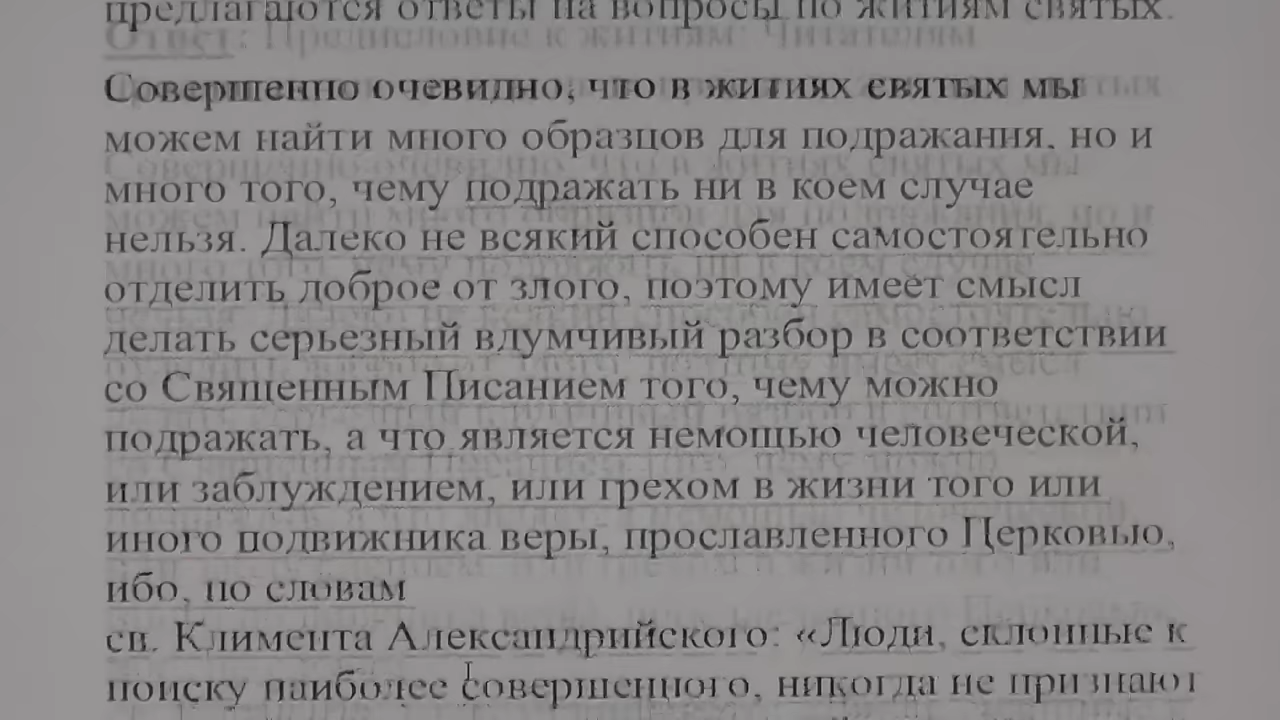 предлагаются ответы на вопросы по житиям святых.
Ответ: Предисловие к житиям: Читателям
Совершенно очевидно, что в житиях святых мы
можем найти много образцов для подражания, но и
много того, чему подражать ни в коем случае
нельзя. Далеко не всякий способен самостоятельно
отделить доброе от злого, поэтому имеет смысл
делать серьезный вдумчивый разбор в соответствии
со Священным Писанием того, чему можно
подражать, а что является немощью человеческой,
или заблуждением, или грехом в жизни того или
иного подвижника веры, прославленного Церковью,
ибо, по словам
св. Климента Александрийского: «Люди, склонные к
поиску наиболее совершенного, никогда не признают